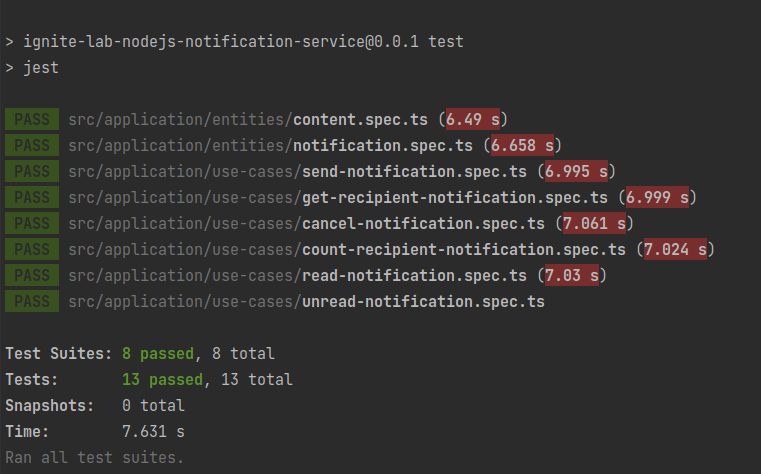 > ignite-lab-nodejs-notification-service@0.0.1 test
> jest
PASS src/application/entities/content.spec.ts (6.49 s)
PASS src/application/entities/notification.spec.ts (6.658 s)
PASS src/application/use-cases/send-notification.spec.ts (6.995 s)
PASS src/application/use-cases/get-recipient-notification.spec.ts (6.999 s)
PASS src/application/use-cases/cancel-notification.spec.ts (7.061 s)
PASS src/application/use-cases/count-recipient-notification.spec.ts (7.024 s)
PASS src/application/use-cases/read-notification.spec.ts (7.03 s)
PASS src/application/use-cases/unread-notification.spec.ts
Test Suites: 8 passed, 8 total
Tests: 13 passed, 13 total
Snapshots: 0 total
Time: 7.631 s
Ran all test suites.